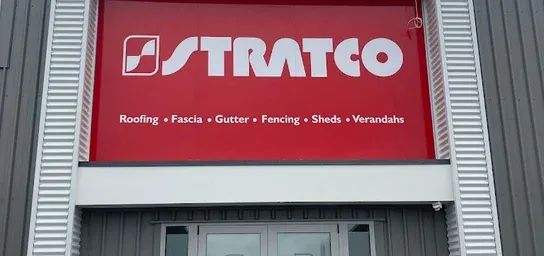 STRATCO
Roofing • Fascia • Gutter • Fencing • Sheds • Verandahs